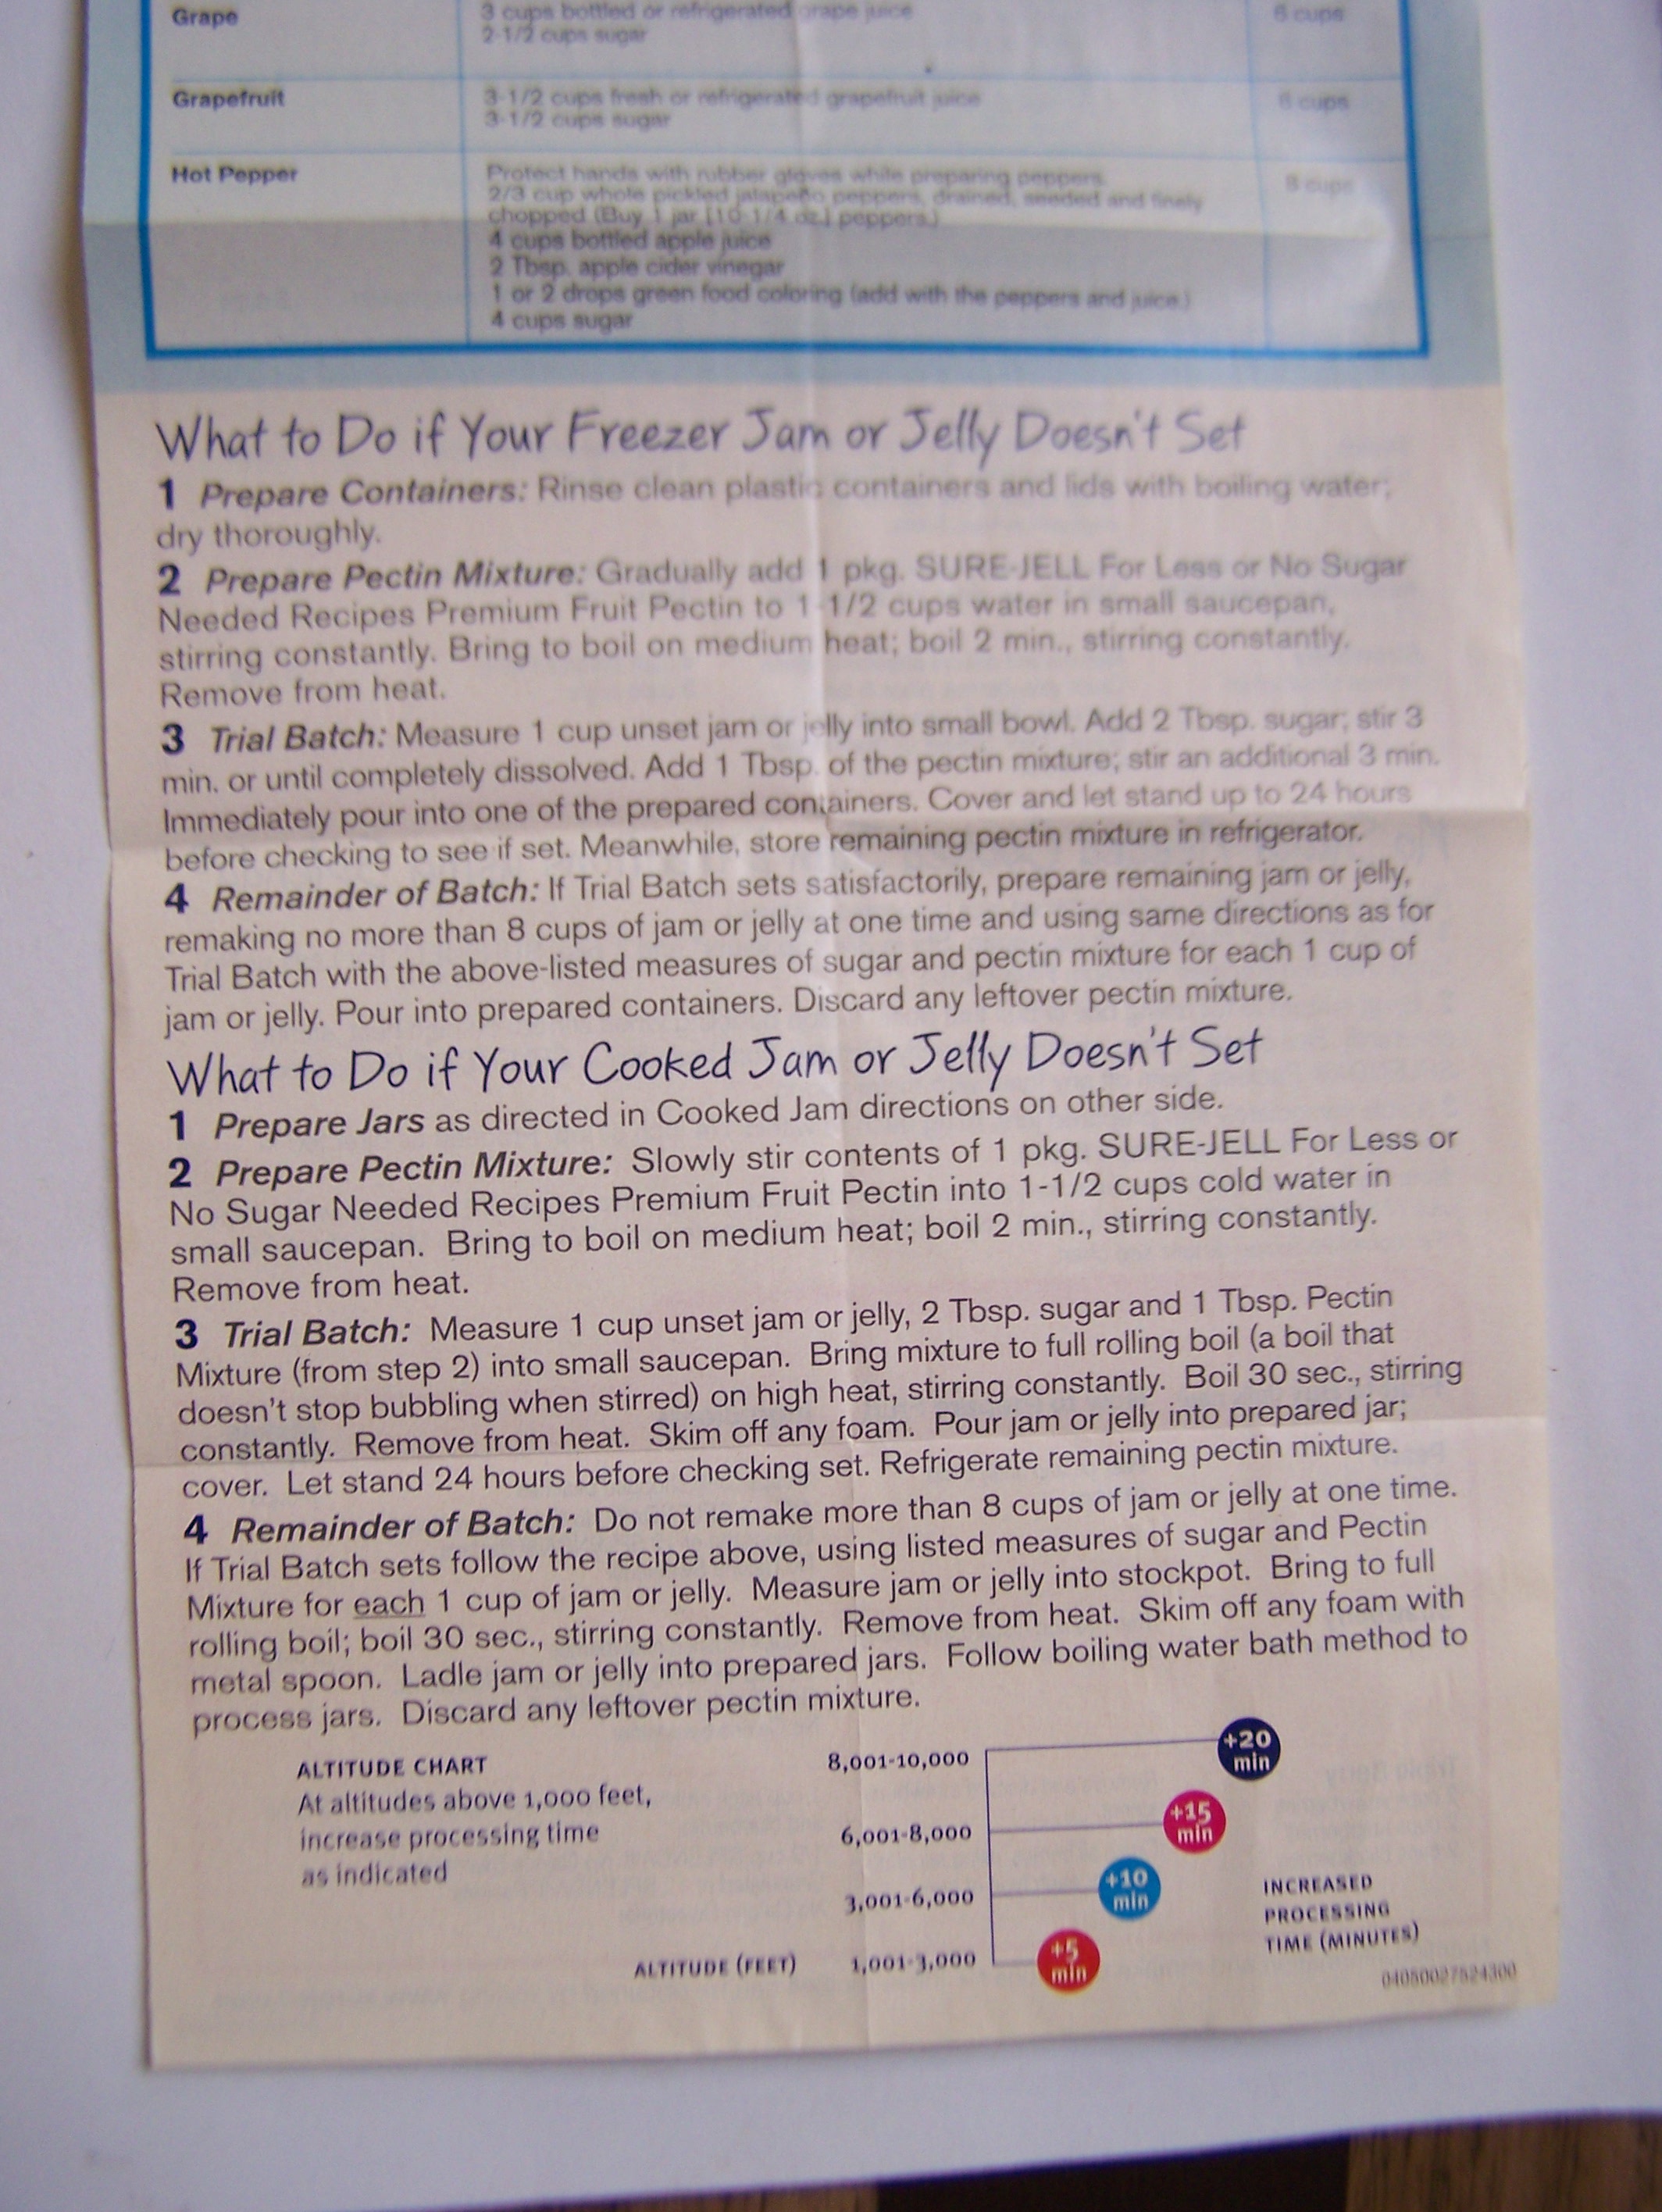 Grape
3 cups bottled or refrigerated grape juice
6 cups
2-1/2 cups sugar
Grapefruit
3-1/2 cups fresh or refrigerated grapefruit juice
6 cups
3-1/2 cups sugar
Hot Pepper
Protect hands with rubber gloves while preparing peppers.
8 cups
2/3 cup whole pickled jalapeño peppers, drained, seeded and finely
chopped (Buy 1 jar [10-1/4 oz.] peppers.)
4 cups bottled apple juice
2 Tbsp. apple cider vinegar
1 or 2 drops green food coloring (add with the peppers and juice.)
4 cups sugar
What to Do if Your Freezer Jam or Jelly Doesn't Set
1 Prepare Containers: Rinse clean plastic containers and lids with boiling water;
dry thoroughly.
2 Prepare Pectin Mixture: Gradually add 1 pkg. SURE-JELL For Less or No Sugar
Needed Recipes Premium Fruit Pectin to 1-1/2 cups water in small saucepan,
stirring constantly. Bring to boil on medium heat; boil 2 min., stirring constantly.
Remove from heat.
3 Trial Batch: Measure 1 cup unset jam or jelly into small bowl. Add 2 Tbsp. sugar; stir 3
min. or until completely dissolved. Add 1 Tbsp. of the pectin mixture; stir an additional 3 min.
Immediately pour into one of the prepared containers. Cover and let stand up to 24 hours
before checking to see if set. Meanwhile, store remaining pectin mixture in refrigerator.
4 Remainder of Batch: If Trial Batch sets satisfactorily, prepare remaining jam or jelly,
remaking no more than 8 cups of jam or jelly at one time and using same directions as for
Trial Batch with the above-listed measures of sugar and pectin mixture for each 1 cup of
jam or jelly. Pour into prepared containers. Discard any leftover pectin mixture.
What to Do if Your Cooked Jam or Jelly Doesn't Set
1 Prepare Jars as directed in Cooked Jam directions on other side.
2 Prepare Pectin Mixture: Slowly stir contents of 1 pkg. SURE-JELL For Less or
No Sugar Needed Recipes Premium Fruit Pectin into 1-1/2 cups cold water in
small saucepan. Bring to boil on medium heat; boil 2 min., stirring constantly.
Remove from heat.
3 Trial Batch: Measure 1 cup unset jam or jelly, 2 Tbsp. sugar and 1 Tbsp. Pectin
Mixture (from step 2) into small saucepan. Bring mixture to full rolling boil (a boil that
doesn't stop bubbling when stirred) on high heat, stirring constantly. Boil 30 sec., stirring
constantly. Remove from heat. Skim off any foam. Pour jam or jelly into prepared jar;
cover. Let stand 24 hours before checking set. Refrigerate remaining pectin mixture.
4 Remainder of Batch: Do not remake more than 8 cups of jam or jelly at one time.
If Trial Batch sets follow the recipe above, using listed measures of sugar and Pectin
Mixture for each 1 cup of jam or jelly. Measure jam or jelly into stockpot. Bring to full
rolling boil; boil 30 sec., stirring constantly. Remove from heat. Skim off any foam with
metal spoon. Ladle jam or jelly into prepared jars. Follow boiling water bath method to
process jars. Discard any leftover pectin mixture.
ALTITUDE CHART
At altitudes above 1,000 feet,
increase processing time
as indicated
8,001-10,000
+20
min
6,001-8,000
+15
min
3,001-6,000
+10
min
ALTITUDE (FEET)
1,001-3,000
+5
min
INCREASED
PROCESSING
TIME (MINUTES)
04050027524300